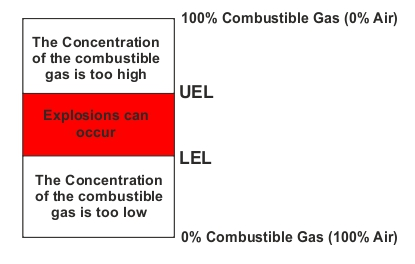 100% Combustible Gas (0% Air)
The Concentration
of the combustible
gas is too high
UEL
Explosions can
occur
LEL
The Concentration
of the combustible
gas is too low
0% Combustible Gas (100% Air)